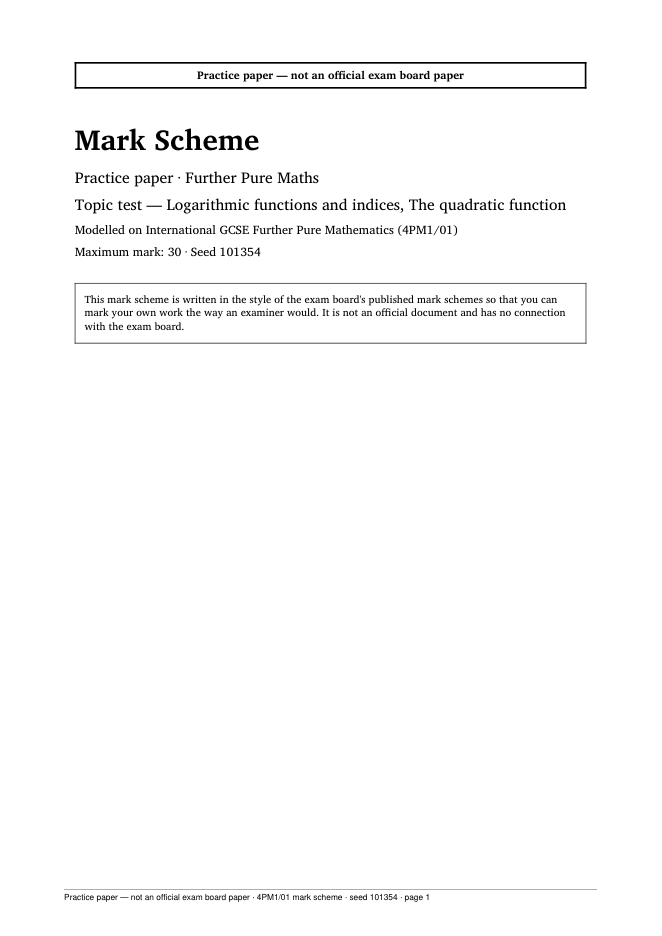 Practice paper — not an official exam board paper
Mark Scheme
Practice paper · Further Pure Maths
Topic test — Logarithmic functions and indices, The quadratic function
Modelled on International GCSE Further Pure Mathematics (4PM1/01)
Maximum mark: 30 · Seed 101354
This mark scheme is written in the style of the exam board's published mark schemes so that you can
mark your own work the way an examiner would. It is not an official document and has no connection
with the exam board.
Practice paper — not an official exam board paper · 4PM1/01 mark scheme · seed 101354 · page 1